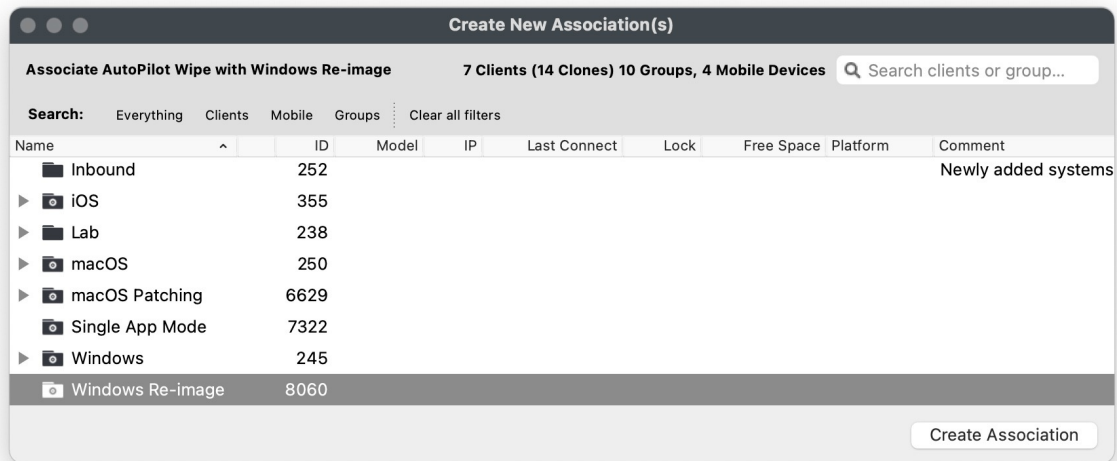 Create New Association(s)
Associate AutoPilot Wipe with Windows Re-image 7 Clients (14 Clones) 10 Groups, 4 Mobile Devices Search clients or group...
Search: Everything Clients Mobile Groups Clear all filters
Name ID Model IP Last Connect Lock Free Space Platform Comment
Inbound 252 Newly added systems
iOS 355
Lab 238
macOS 250
macOS Patching 6629
Single App Mode 7322
Windows 245
Windows Re-image 8060
Create Association